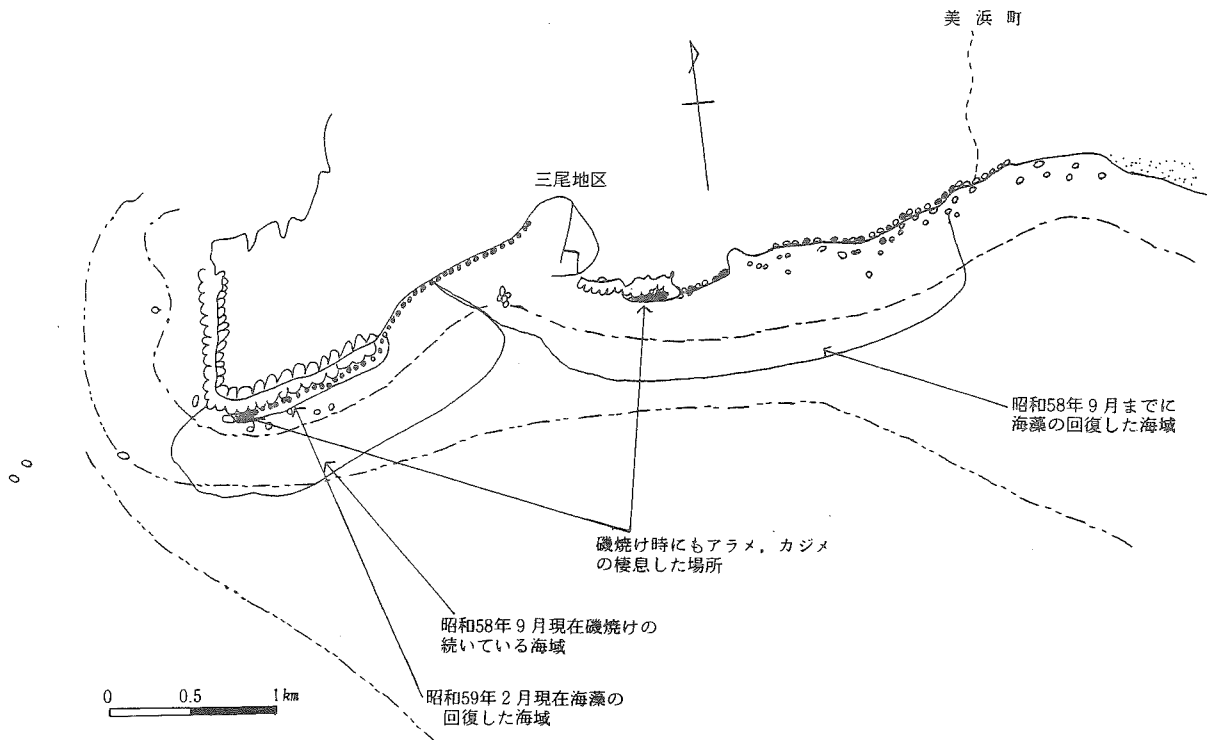 美浜町
三尾地区
昭和58年9月までに
海藻の回復した海域
磯焼け時にもアラメ，カジメ
の棲息した場所
昭和58年9月現在磯焼けの
続いている海域
昭和59年2月現在海藻の
回復した海域
0 0.5 1km